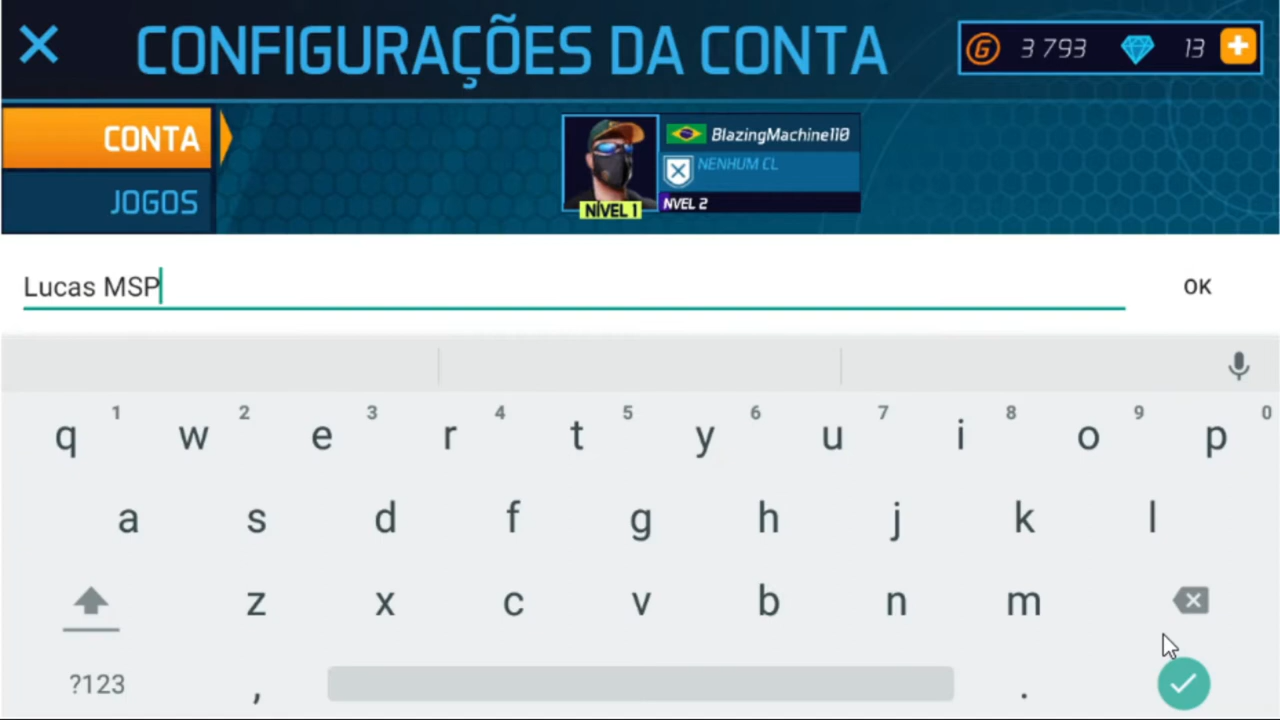 CONFIGURAÇÕES DA CONTA
G 3 793 13
CONTA
JOGOS
BlazingMachine110
NENHUM CL
NÍVEL 1
NVEL 2
Lucas MSP
OK
1 2 3 4 5 6 7 8 9 0
q w e r t y u i o p
a s d f g h j k l
z x c v b n m
?123 , .